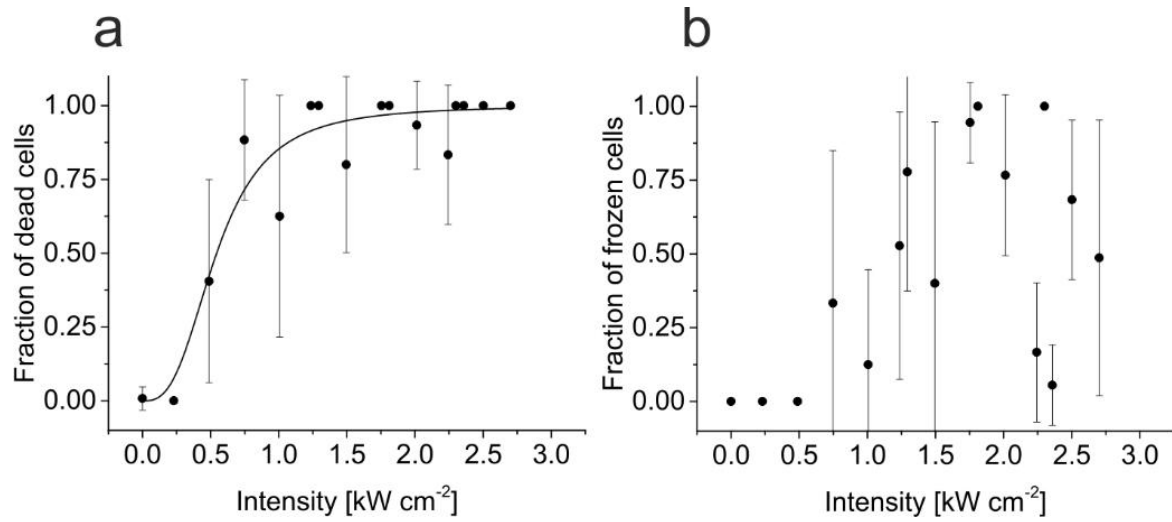 a
b
Fraction of dead cells
1.00
0.75
0.50
0.25
0.00
0.0 0.5 1.0 1.5 2.0 2.5 3.0
Intensity [kW cm-2]
Fraction of frozen cells
1.00
0.75
0.50
0.25
0.00
0.0 0.5 1.0 1.5 2.0 2.5 3.0
Intensity [kW cm-2]